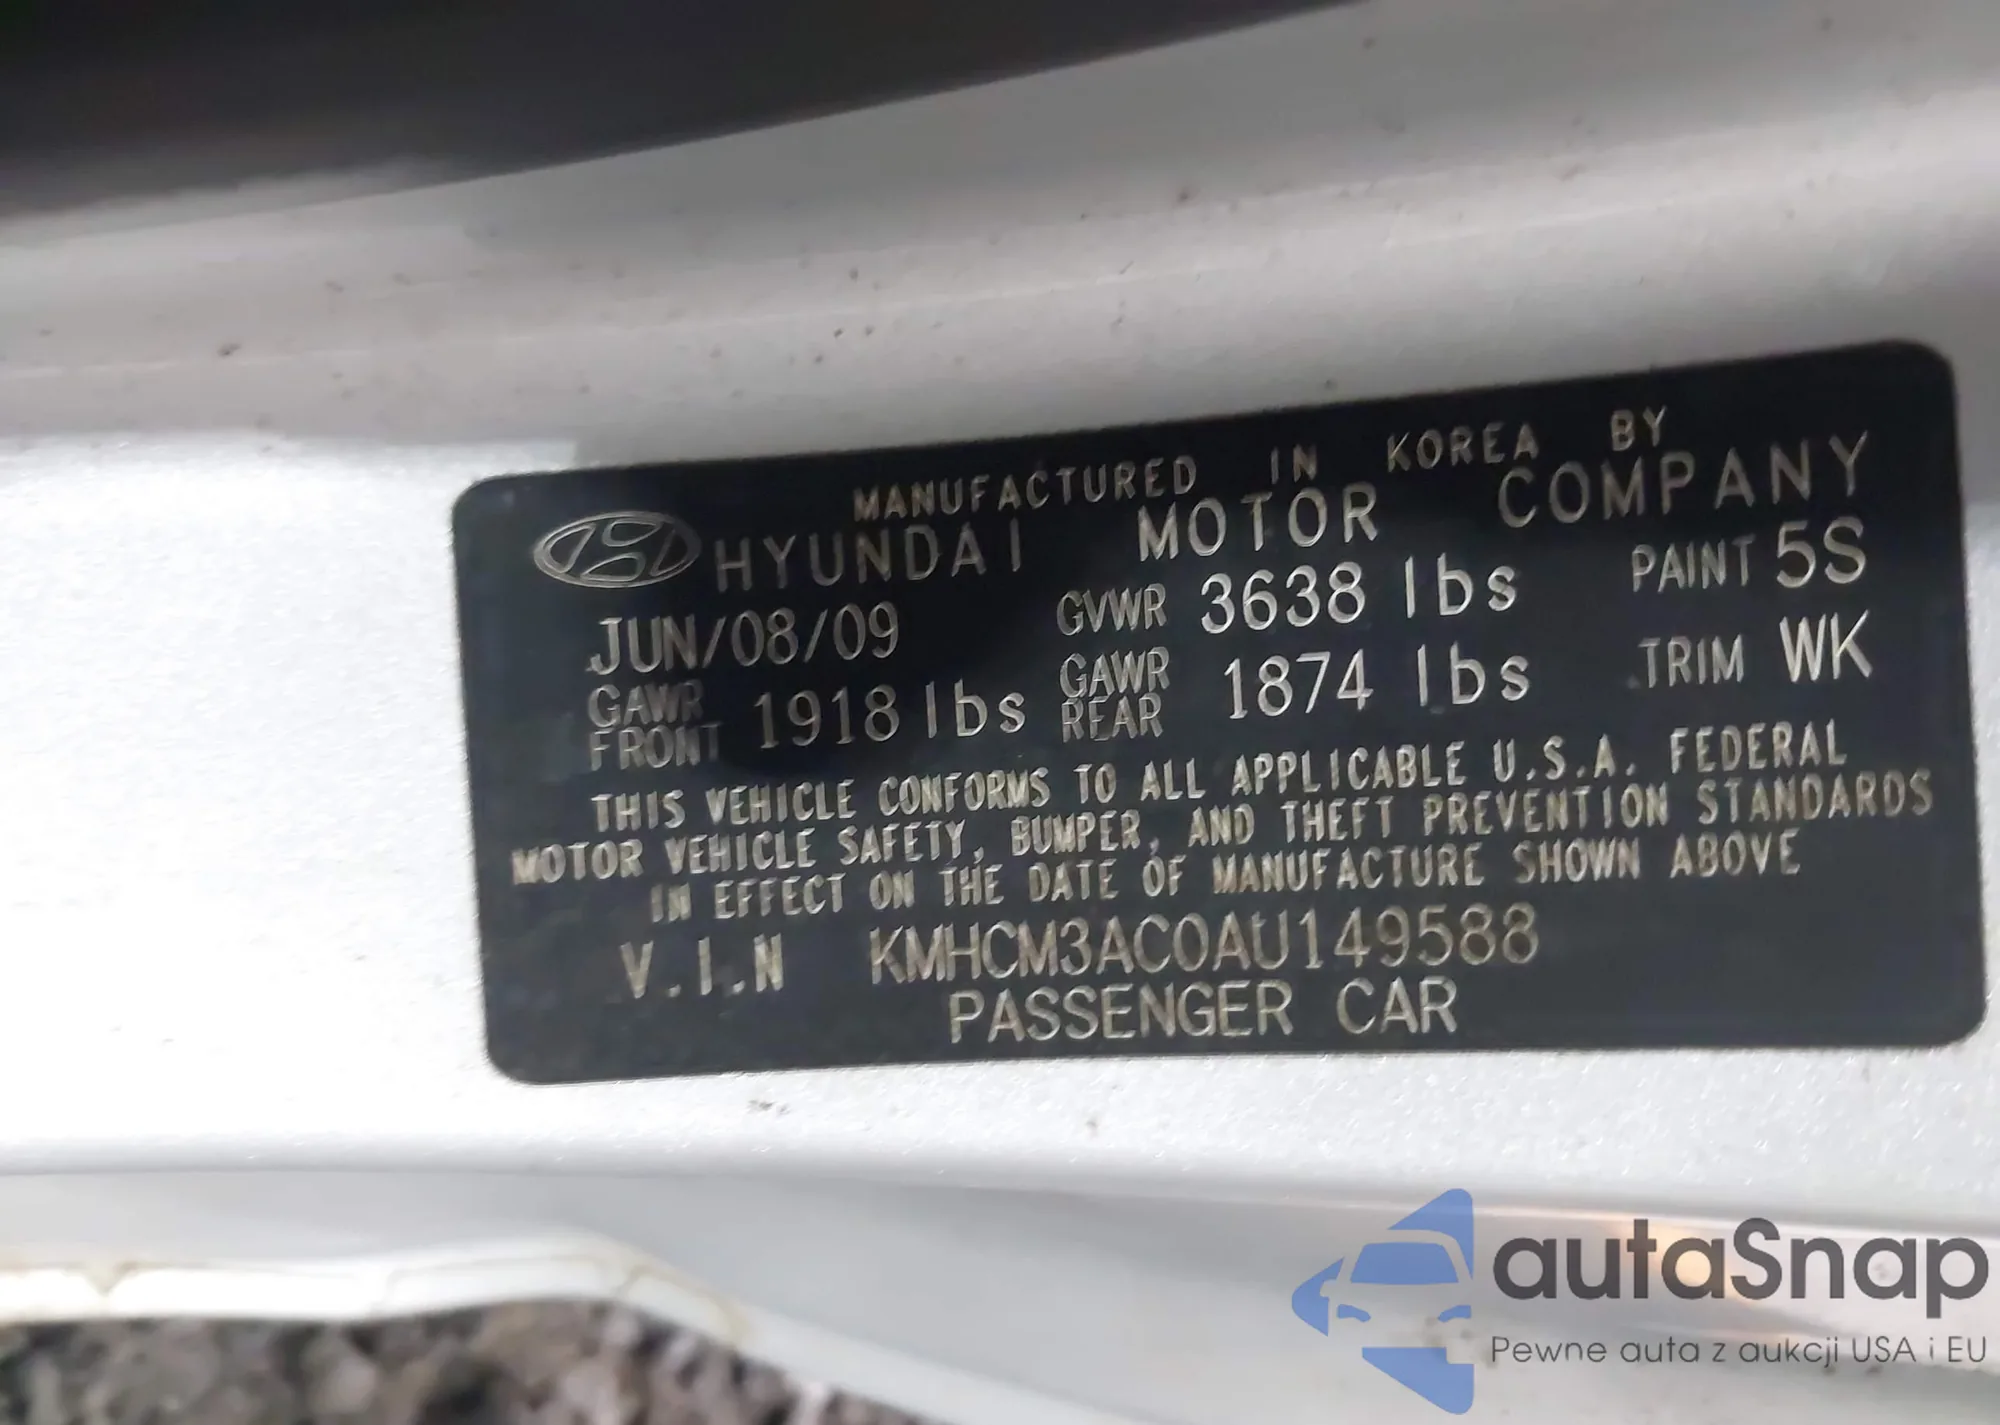 MANUFACTURED IN KOREA BY
HYUNDAI MOTOR COMPANY
JUN/08/09 GVWR 3638 lbs PAINT 5S
GAWR FRONT 1918 lbs GAWR REAR 1874 lbs TRIM WK
THIS VEHICLE CONFORMS TO ALL APPLICABLE U.S.A. FEDERAL
MOTOR VEHICLE SAFETY, BUMPER, AND THEFT PREVENTION STANDARDS
IN EFFECT ON THE DATE OF MANUFACTURE SHOWN ABOVE
V.I.N KMHCM3AC0AU149588
PASSENGER CAR
autaSnap
Pewne auta z aukcji USA i EU